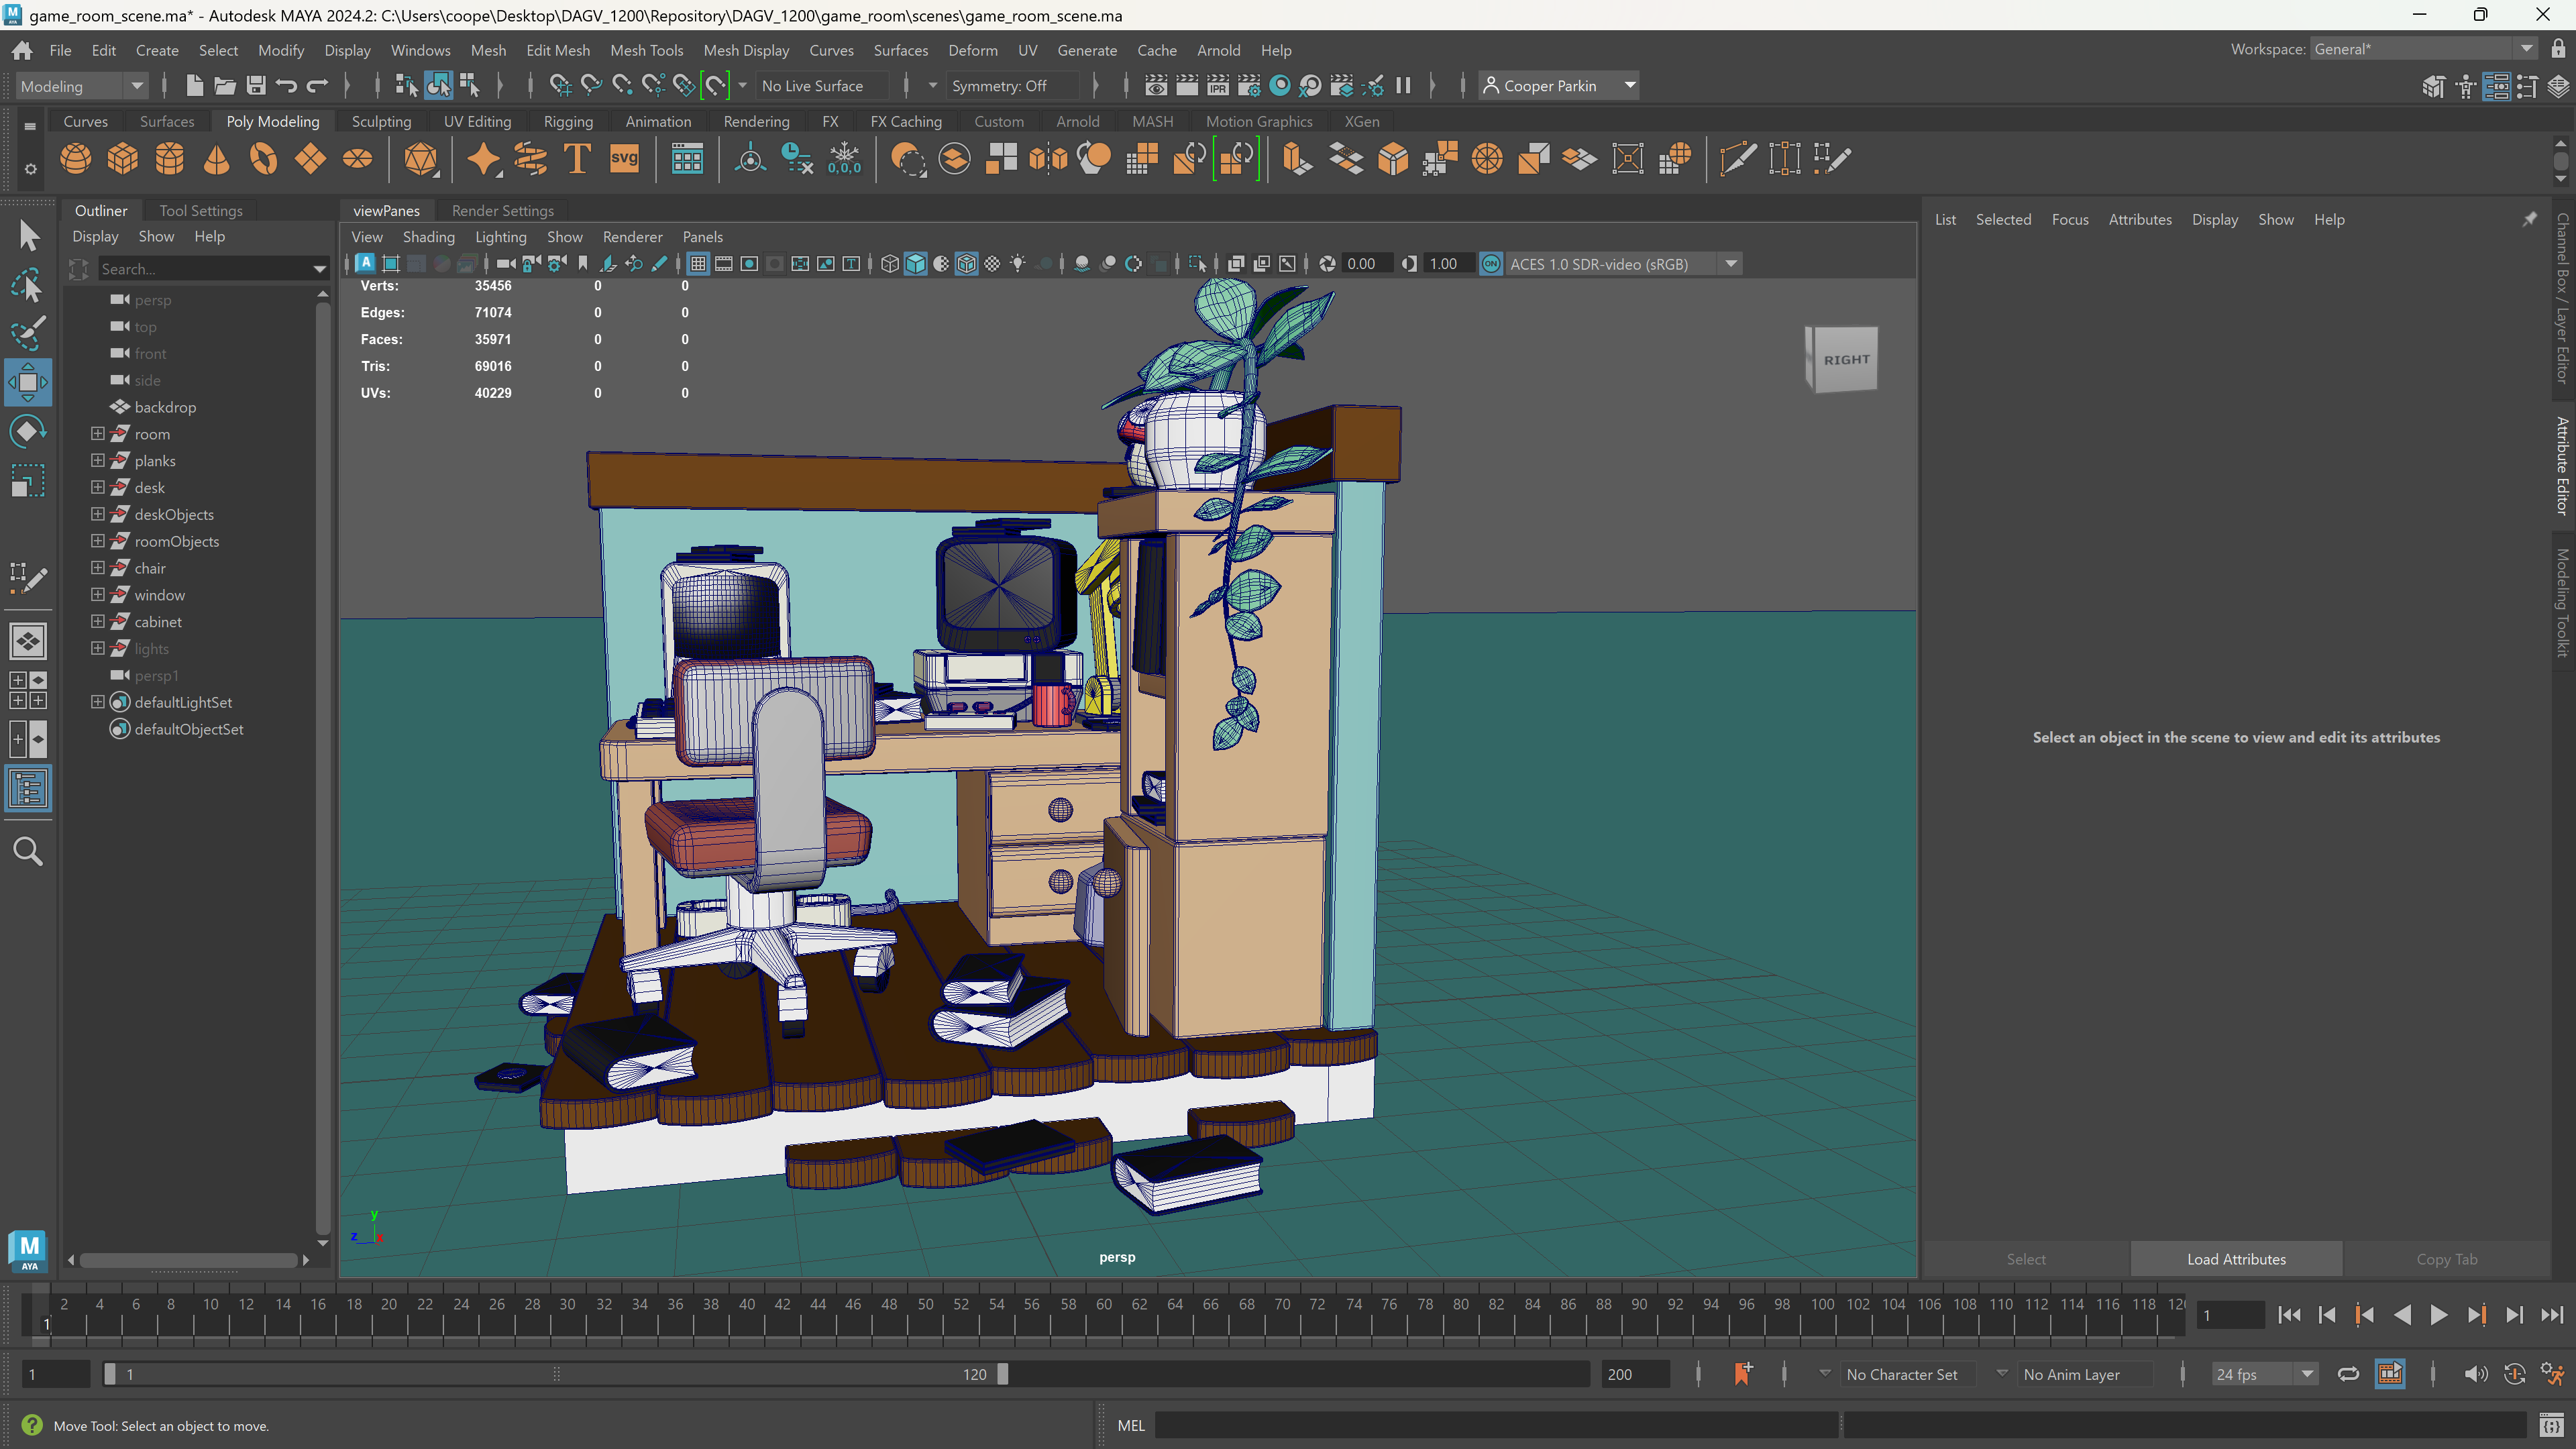 game_room_scene.ma* - Autodesk MAYA 2024.2: C:\Users\coope\Desktop\DAGV_1200\Repository\DAGV_1200\game_room\scenes\game_room_scene.ma
File Edit Create Select Modify Display Windows Mesh Edit Mesh Mesh Tools Mesh Display Curves Surfaces Deform UV Generate Cache Arnold Help
Workspace: General*
Modeling
No Live Surface
Symmetry: Off
IPR
Cooper Parkin
Curves Surfaces Poly Modeling Sculpting UV Editing Rigging Animation Rendering FX FX Caching Custom Arnold MASH Motion Graphics XGen
T
svg
0,0,0
Outliner Tool Settings
viewPanes Render Settings
List Selected Focus Attributes Display Show Help
Display Show Help
View Shading Lighting Show Renderer Panels
Search...
0.00
1.00
ON
ACES 1.0 SDR-video (sRGB)
persp
top
front
side
backdrop
room
planks
desk
deskObjects
roomObjects
chair
window
cabinet
lights
persp1
defaultLightSet
defaultObjectSet
Verts: 35456 0 0
Edges: 71074 0 0
Faces: 35971 0 0
Tris: 69016 0 0
UVs: 40229 0 0
RIGHT
Channel Box / Layer Editor
Attribute Editor
Modeling Toolkit
Select an object in the scene to view and edit its attributes
y
z
x
persp
M
AYA
Select
Load Attributes
Copy Tab
2 4 6 8 10 12 14 16 18 20 22 24 26 28 30 32 34 36 38 40 42 44 46 48 50 52 54 56 58 60 62 64 66 68 70 72 74 76 78 80 82 84 86 88 90 92 94 96 98 100 102 104 106 108 110 112 114 116 118 12
1
1
1
1
120
200
No Character Set
No Anim Layer
24 fps
Move Tool: Select an object to move.
MEL